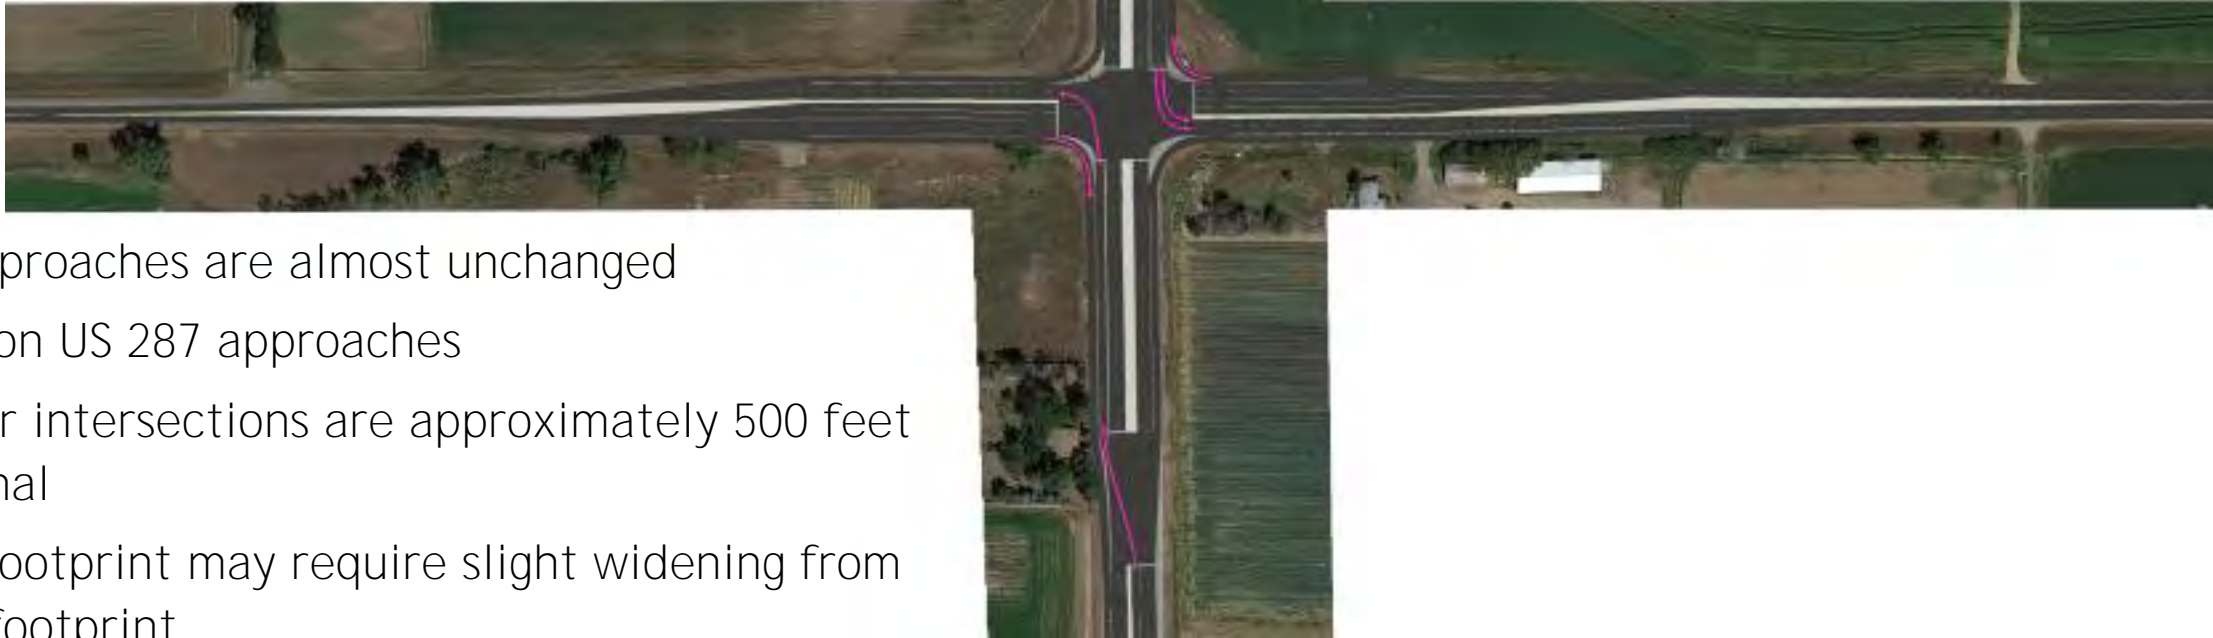 proaches are almost unchanged
on US 287 approaches
r intersections are approximately 500 feet
nal
ootprint may require slight widening from
footprint